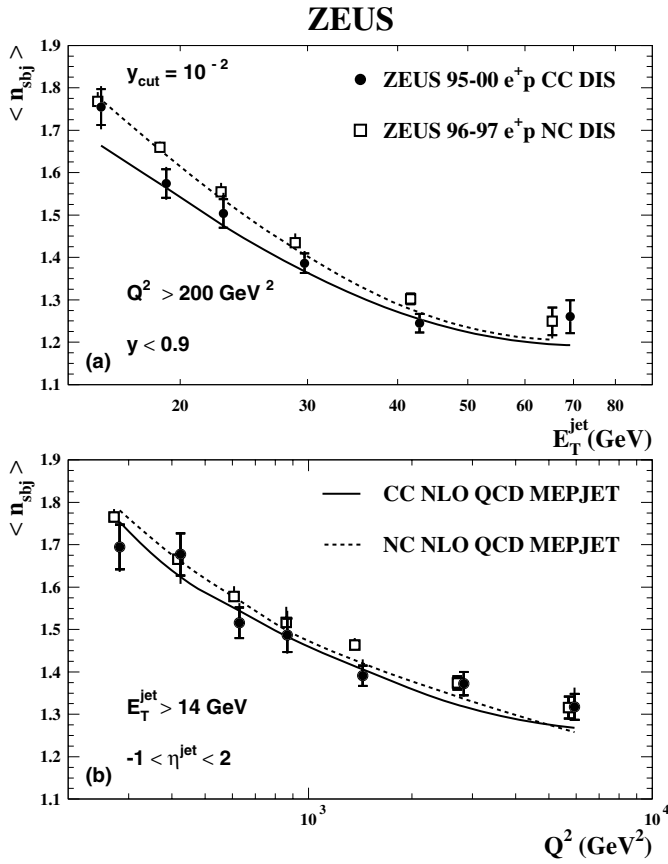 ZEUS
< n_sbj >
1.9
1.8
1.7
1.6
1.5
1.4
1.3
1.2
1.1
y_cut = 10^-2
ZEUS 95-00 e^+p CC DIS
ZEUS 96-97 e^+p NC DIS
Q^2 > 200 GeV^2
y < 0.9
(a)
20 30 40 50 60 70 80
E_T^jet (GeV)
< n_sbj >
1.9
1.8
1.7
1.6
1.5
1.4
1.3
1.2
1.1
CC NLO QCD MEPJET
NC NLO QCD MEPJET
E_T^jet > 14 GeV
-1 < η^jet < 2
(b)
10^3 10^4
Q^2 (GeV^2)